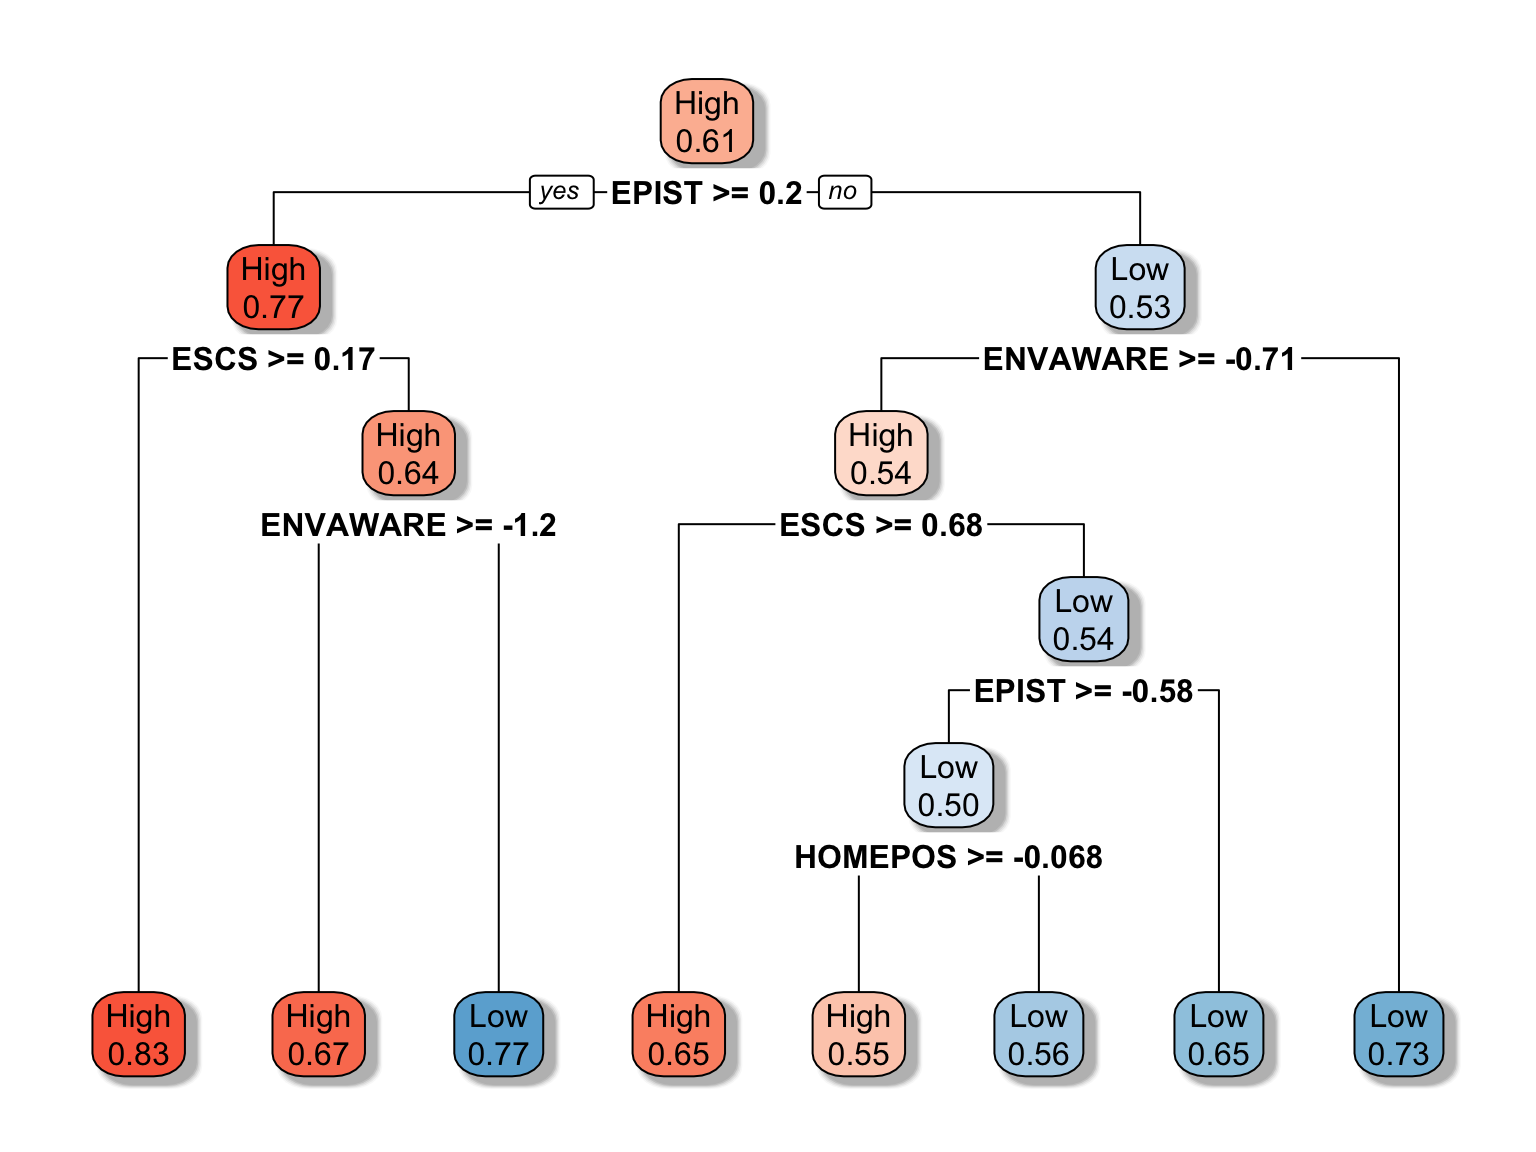 High
0.61
yes EPIST >= 0.2 no
High
0.77
Low
0.53
ESCS >= 0.17
ENVAWARE >= -0.71
High
0.64
High
0.54
ENVAWARE >= -1.2
ESCS >= 0.68
Low
0.54
EPIST >= -0.58
Low
0.50
HOMEPOS >= -0.068
High
0.83
High
0.67
Low
0.77
High
0.65
High
0.55
Low
0.56
Low
0.65
Low
0.73